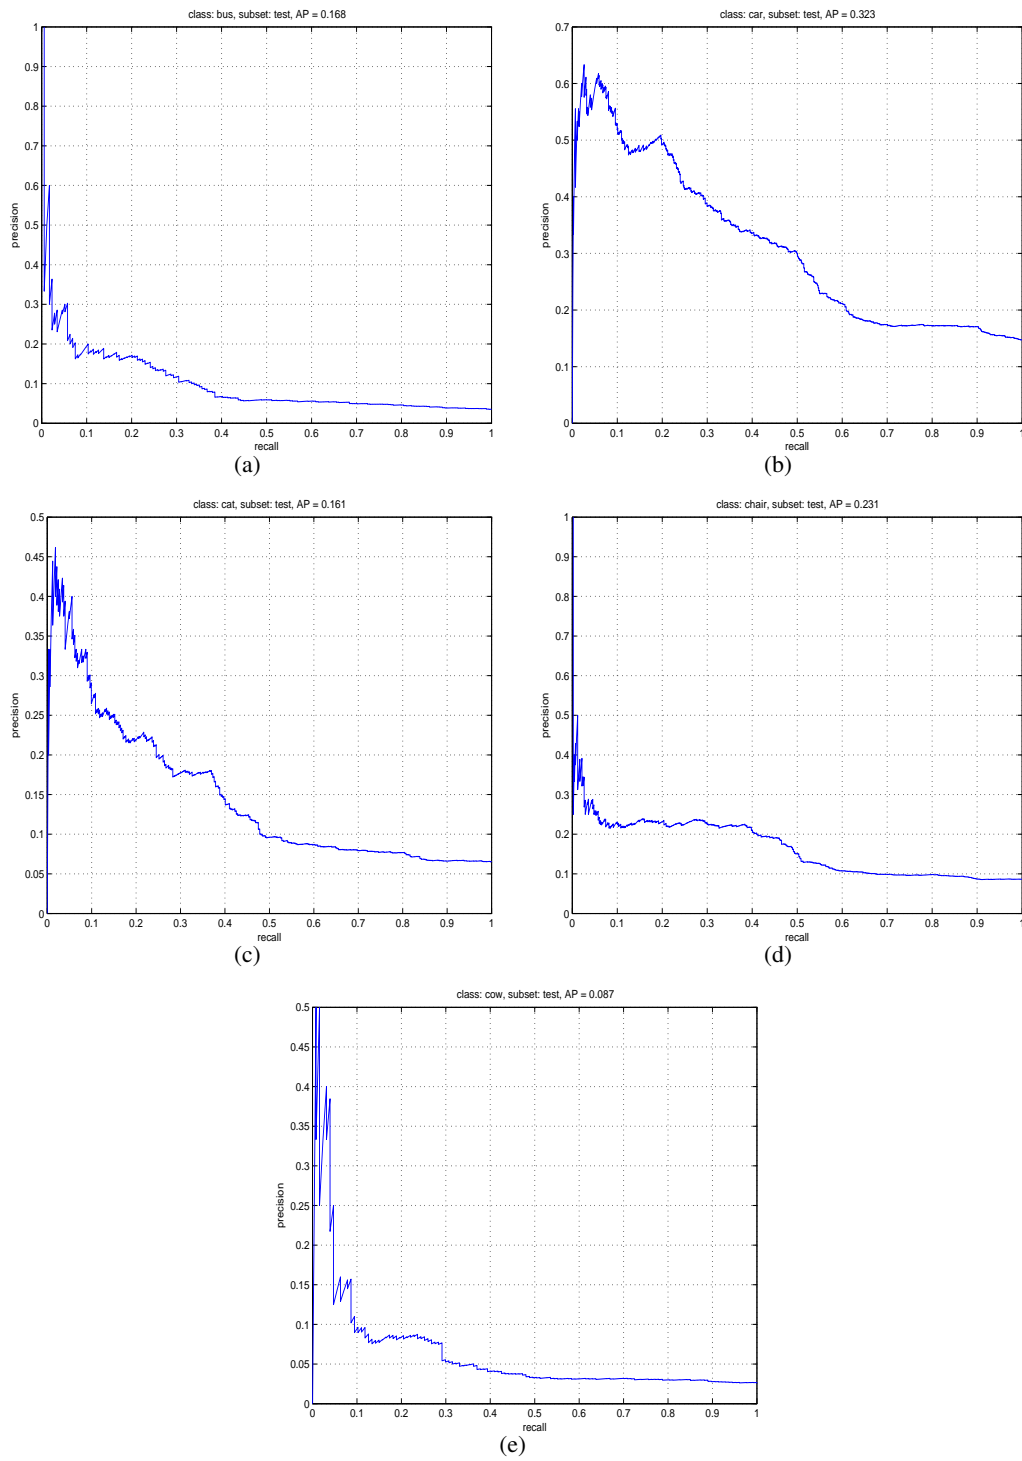 class: bus, subset: test, AP = 0.168
1
0.9
0.8
0.7
0.6
0.5
0.4
0.3
0.2
0.1
0
precision
0 0.1 0.2 0.3 0.4 0.5 0.6 0.7 0.8 0.9 1
recall
(a)
class: car, subset: test, AP = 0.323
0.7
0.6
0.5
0.4
0.3
0.2
0.1
0
precision
0 0.1 0.2 0.3 0.4 0.5 0.6 0.7 0.8 0.9 1
recall
(b)
class: cat, subset: test, AP = 0.161
0.5
0.45
0.4
0.35
0.3
0.25
0.2
0.15
0.1
0.05
0
precision
0 0.1 0.2 0.3 0.4 0.5 0.6 0.7 0.8 0.9 1
recall
(c)
class: chair, subset: test, AP = 0.231
1
0.9
0.8
0.7
0.6
0.5
0.4
0.3
0.2
0.1
0
precision
0 0.1 0.2 0.3 0.4 0.5 0.6 0.7 0.8 0.9 1
recall
(d)
class: cow, subset: test, AP = 0.087
0.5
0.45
0.4
0.35
0.3
0.25
0.2
0.15
0.1
0.05
0
precision
0 0.1 0.2 0.3 0.4 0.5 0.6 0.7 0.8 0.9 1
recall
(e)